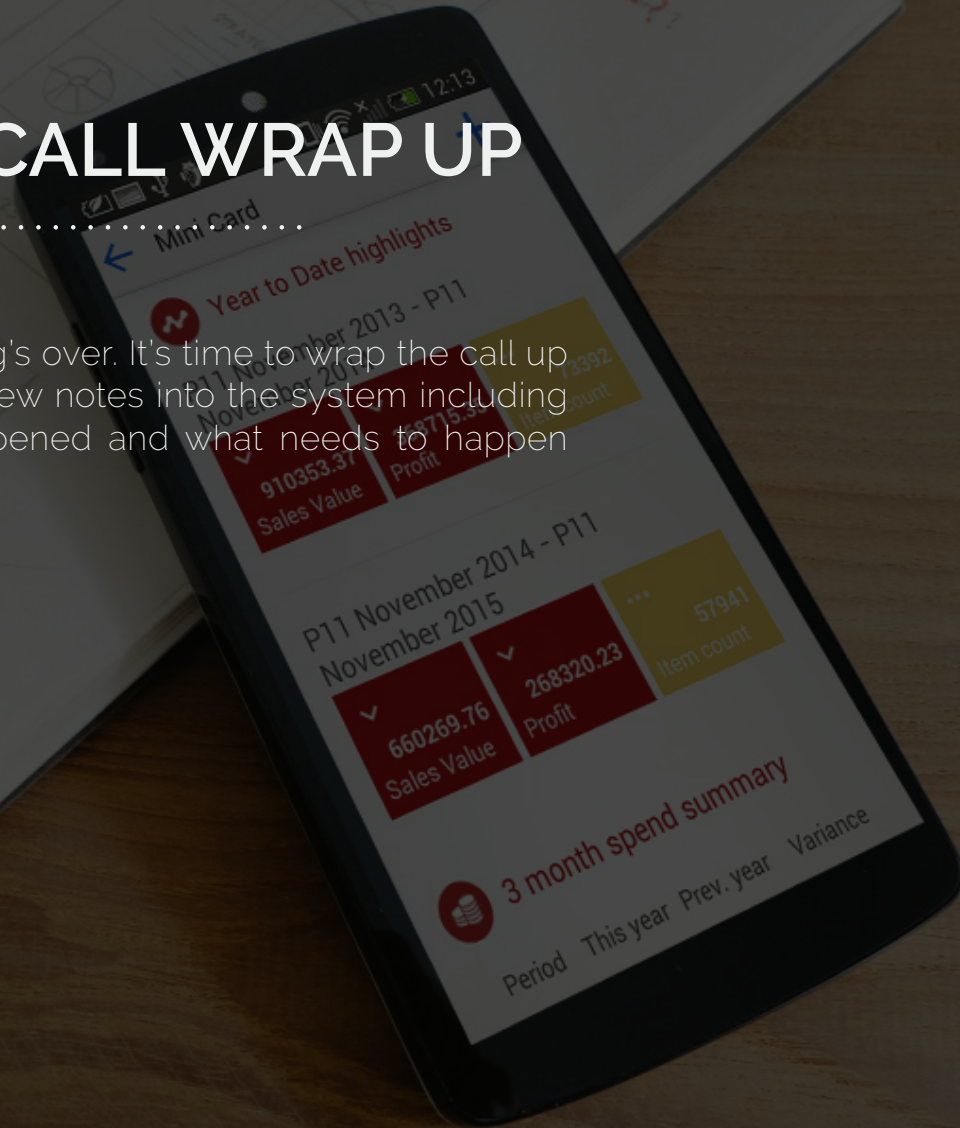 12:13
CALL WRAP UP
Mini Card
Year to Date highlights
P11 November 2013 - P11
November
g's over. It's time to wrap the call up
ew notes into the system including
pened and what needs to happen
73392
Item count
Profit
910353.37
Sales Value
P11 November 2014 - P11
November 2015
57941
Item count
268320.23
Profit
660269.76
Sales Value
3 month spend summary
Period This year Prev. year Variance